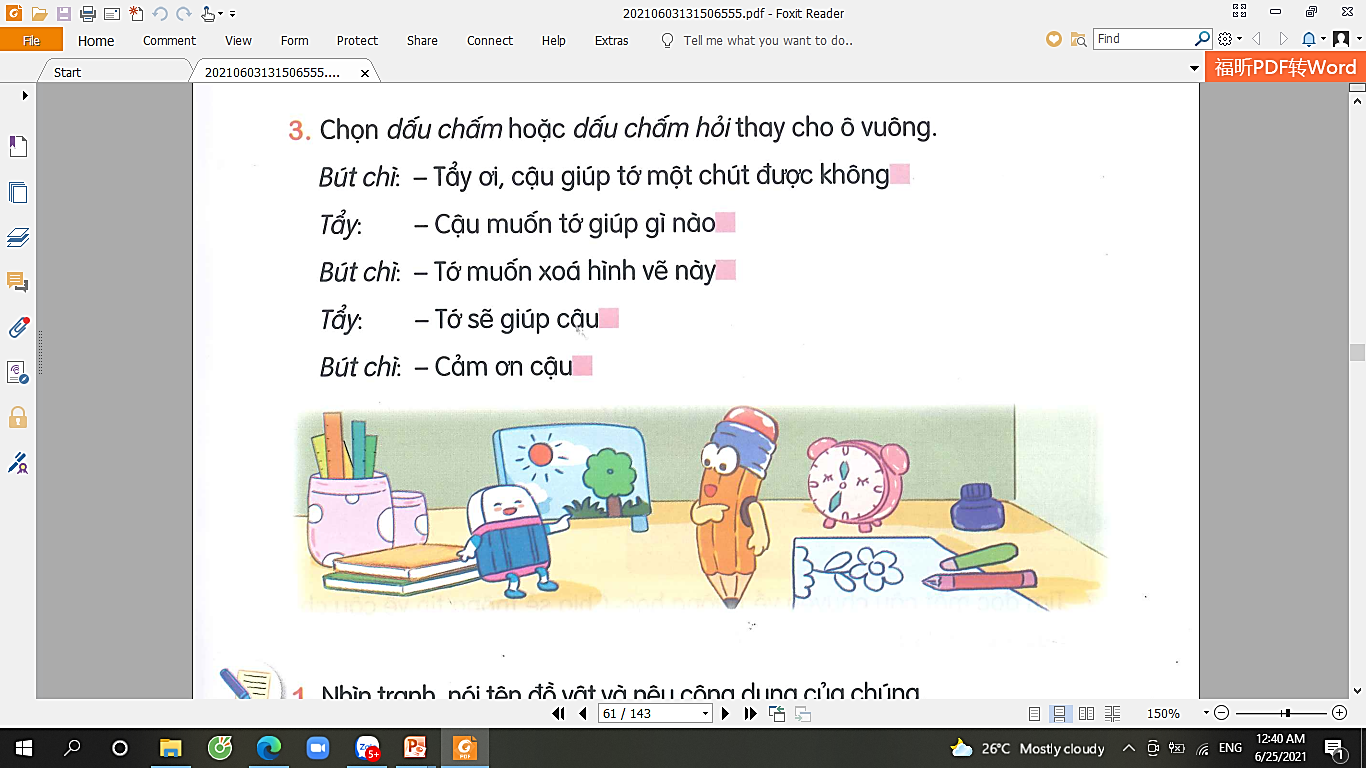 20210603131506555.pdf - Foxit Reader
File Home Comment View Form Protect Share Connect Help Extras Tell me what you want to do.. Find
Start 20210603131506555.... 福昕PDF转Word
3. Chọn dấu chấm hoặc dấu chấm hỏi thay cho ô vuông.
Bút chì: – Tẩy ơi, cậu giúp tớ một chút được không
Tẩy: – Cậu muốn tớ giúp gì nào
Bút chì: – Tớ muốn xoá hình vẽ này
Tẩy: – Tớ sẽ giúp cậu
Bút chì: – Cảm ơn cậu
1. Nhìn tranh, nói tên đồ vật và nêu công dụng của chúng.
61 / 143 150%
26°C Mostly cloudy ENG 12:40 AM
6/25/2021